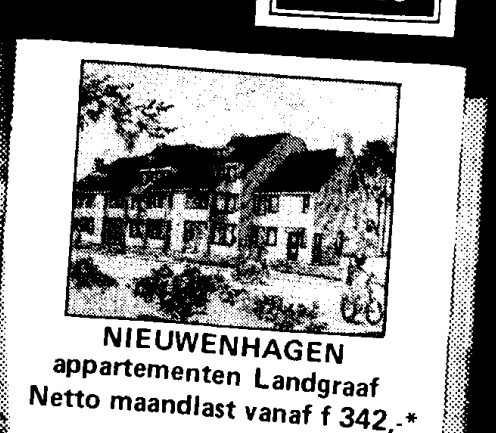 NIEUWENHAGEN
appartementen Landgraaf
Netto maandlast vanaf f 342,-*